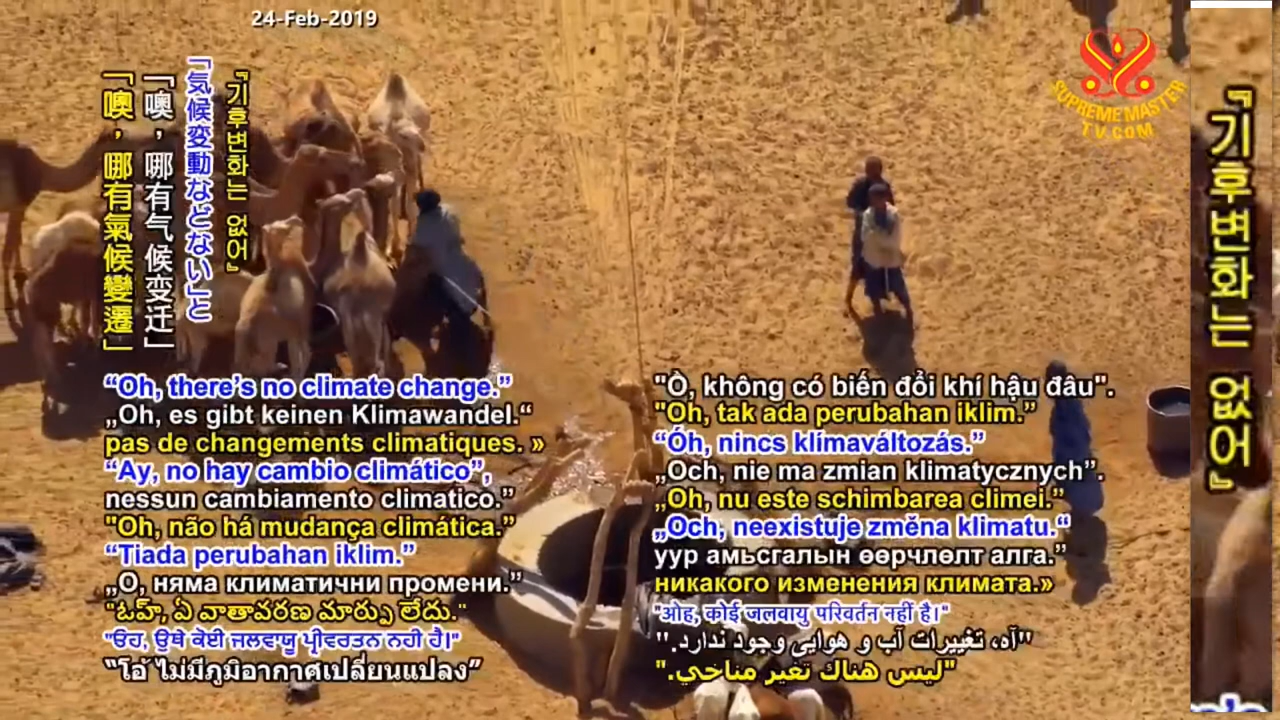 24-Feb-2019
SUPREME MASTER
TV.COM
『기후변화는 없어』
「気候変動などない」と
「噢，哪有气候变迁」
「噢，哪有氣候變遷」
“Oh, there’s no climate change.”
„Oh, es gibt keinen Klimawandel.“
pas de changements climatiques. »
“Ay, no hay cambio climático”,
nessun cambiamento climatico.”
"Oh, não há mudança climática.”
“Tiada perubahan iklim.”
„О, няма климатични промени.”
"ఓహ్, ఏ వాతావరణ మార్పు లేదు."
"ਓਹ, ਉਥੇ ਕੋਈ ਜਲਵਾਯੂ ਪ੍ਰੀਵਰਤਨ ਨਹੀ ਹੈ।"
“โอ้ ไม่มีภูมิอากาศเปลี่ยนแปลง”
"Ồ, không có biến đổi khí hậu đâu".
"Oh, tak ada perubahan iklim.”
“Óh, nincs klímaváltozás.”
„Och, nie ma zmian klimatycznych”.
„Oh, nu este schimbarea climei.”
„Och, neexistuje změna klimatu.“
уур амьсгалын өөрчлөлт алга.”
никакого изменения климата.»
"ओह, कोई जलवायु परिवर्तन नहीं है।"
"آه، تغییرات آب و هوایی وجود ندارد."
"ليس هناك تغير مناخي."
『기후변화는 없어』